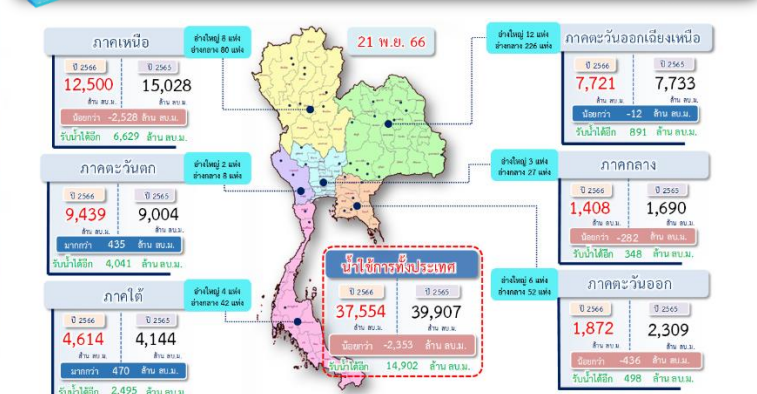 21 พ.ย. 66
ภาคเหนือ
อ่างใหญ่ 8 แห่ง
อ่างกลาง 80 แห่ง
ปี 2566
ปี 2565
12,500
15,028
ล้าน ลบ.ม.
ล้าน ลบ.ม.
น้อยกว่า -2,528 ล้าน ลบ.ม.
รับน้ำได้อีก 6,629 ล้าน ลบ.ม.
อ่างใหญ่ 12 แห่ง
อ่างกลาง 226 แห่ง
ภาคตะวันออกเฉียงเหนือ
ปี 2566
ปี 2565
7,721
7,733
ล้าน ลบ.ม.
ล้าน ลบ.ม.
น้อยกว่า -12 ล้าน ลบ.ม.
รับน้ำได้อีก 891 ล้าน ลบ.ม.
ภาคตะวันตก
อ่างใหญ่ 2 แห่ง
อ่างกลาง 8 แห่ง
ปี 2566
ปี 2565
9,439
9,004
ล้าน ลบ.ม.
ล้าน ลบ.ม.
มากกว่า 435 ล้าน ลบ.ม.
รับน้ำได้อีก 4,041 ล้าน ลบ.ม.
อ่างใหญ่ 3 แห่ง
อ่างกลาง 27 แห่ง
ภาคกลาง
ปี 2566
ปี 2565
1,408
1,690
ล้าน ลบ.ม.
ล้าน ลบ.ม.
น้อยกว่า -282 ล้าน ลบ.ม.
รับน้ำได้อีก 348 ล้าน ลบ.ม.
ภาคใต้
อ่างใหญ่ 4 แห่ง
อ่างกลาง 42 แห่ง
ปี 2566
ปี 2565
4,614
4,144
ล้าน ลบ.ม.
ล้าน ลบ.ม.
มากกว่า 470 ล้าน ลบ.ม.
รับน้ำได้อีก 2,495 ล้าน ลบ.ม.
น้ำใช้การทั้งประเทศ
ปี 2566
ปี 2565
37,554
39,907
ล้าน ลบ.ม.
ล้าน ลบ.ม.
น้อยกว่า -2,353 ล้าน ลบ.ม.
รับน้ำได้อีก 14,902 ล้าน ลบ.ม.
อ่างใหญ่ 6 แห่ง
อ่างกลาง 52 แห่ง
ภาคตะวันออก
ปี 2566
ปี 2565
1,872
2,309
ล้าน ลบ.ม.
ล้าน ลบ.ม.
น้อยกว่า -436 ล้าน ลบ.ม.
รับน้ำได้อีก 498 ล้าน ลบ.ม.